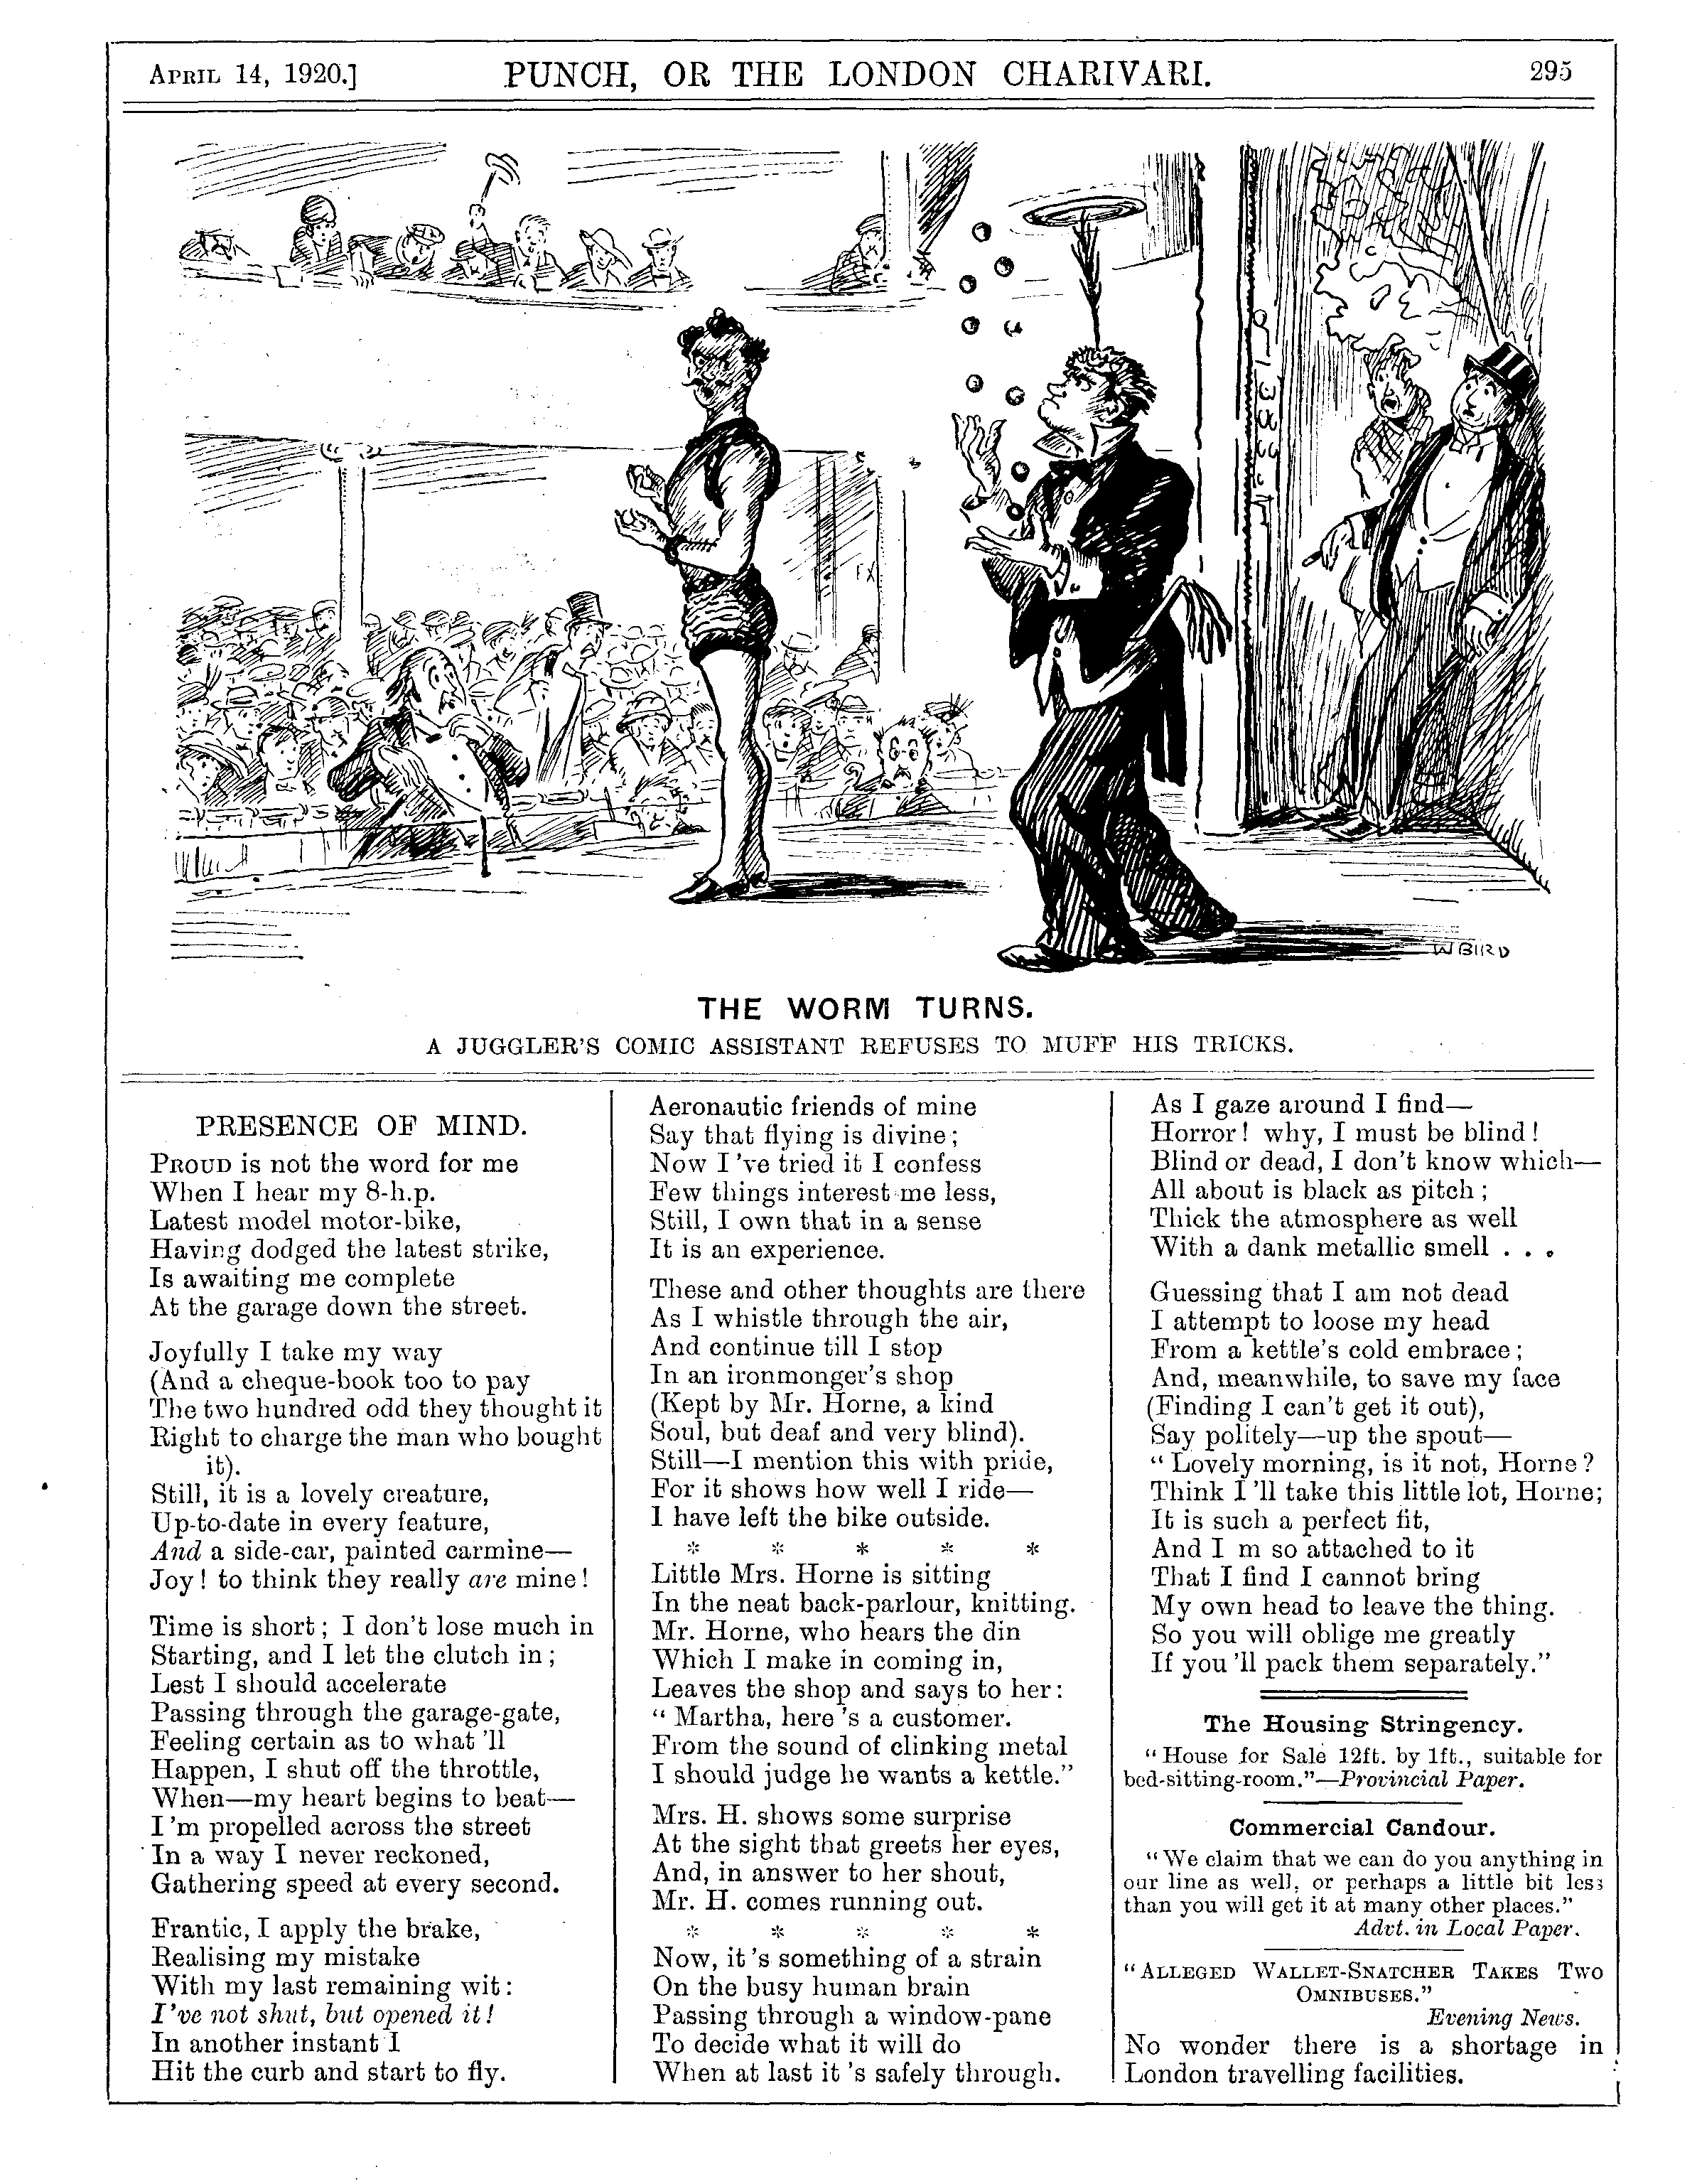 APRIL 14, 1920.]
PUNCH, OR THE LONDON CHARIVARI.
295
EX
W BIRD
THE WORM TURNS.
A JUGGLER'S COMIC ASSISTANT REFUSES TO MUFF HIS TRICKS.
PRESENCE OF MIND.
PROUD is not the word for me
When I hear my 8-h.p.
Latest model motor-bike,
Having dodged the latest strike,
Is awaiting me complete
At the garage down the street.
Joyfully I take my way
(And a cheque-book too to pay
The two hundred odd they thought it
Right to charge the man who bought
it).
Still, it is a lovely creature,
Up-to-date in every feature,
And a side-car, painted carmine—
Joy! to think they really are mine!
Time is short; I don't lose much in
Starting, and I let the clutch in;
Lest I should accelerate
Passing through the garage-gate,
Feeling certain as to what 'll
Happen, I shut off the throttle,
When—my heart begins to beat—
I'm propelled across the street
In a way I never reckoned,
Gathering speed at every second.
Frantic, I apply the brake,
Realising my mistake
With my last remaining wit:
I've not shut, but opened it!
In another instant I
Hit the curb and start to fly.
Aeronautic friends of mine
Say that flying is divine;
Now I've tried it I confess
Few things interest me less,
Still, I own that in a sense
It is an experience.
These and other thoughts are there
As I whistle through the air,
And continue till I stop
In an ironmonger's shop
(Kept by Mr. Horne, a kind
Soul, but deaf and very blind).
Still—I mention this with pride,
For it shows how well I ride—
I have left the bike outside.
* * * * *
Little Mrs. Horne is sitting
In the neat back-parlour, knitting.
Mr. Horne, who hears the din
Which I make in coming in,
Leaves the shop and says to her:
"Martha, here's a customer.
From the sound of clinking metal
I should judge he wants a kettle."
Mrs. H. shows some surprise
At the sight that greets her eyes,
And, in answer to her shout,
Mr. H. comes running out.
* * * * *
Now, it's something of a strain
On the busy human brain
Passing through a window-pane
To decide what it will do
When at last it's safely through.
As I gaze around I find—
Horror! why, I must be blind!
Blind or dead, I don't know which—
All about is black as pitch;
Thick the atmosphere as well
With a dank metallic smell . . .
Guessing that I am not dead
I attempt to loose my head
From a kettle's cold embrace;
And, meanwhile, to save my face
(Finding I can't get it out),
Say politely—up the spout—
"Lovely morning, is it not, Horne?
Think I'll take this little lot, Horne;
It is such a perfect fit,
And I m so attached to it
That I find I cannot bring
My own head to leave the thing.
So you will oblige me greatly
If you'll pack them separately."
The Housing Stringency.
"House for Sale 12ft. by 1ft., suitable for
bed-sitting-room."—Provincial Paper.
Commercial Candour.
"We claim that we can do you anything in
our line as well, or perhaps a little bit less
than you will get it at many other places."
Advt. in Local Paper.
"ALLEGED WALLET-SNATCHER TAKES TWO
OMNIBUSES."
Evening News.
No wonder there is a shortage in
London travelling facilities.